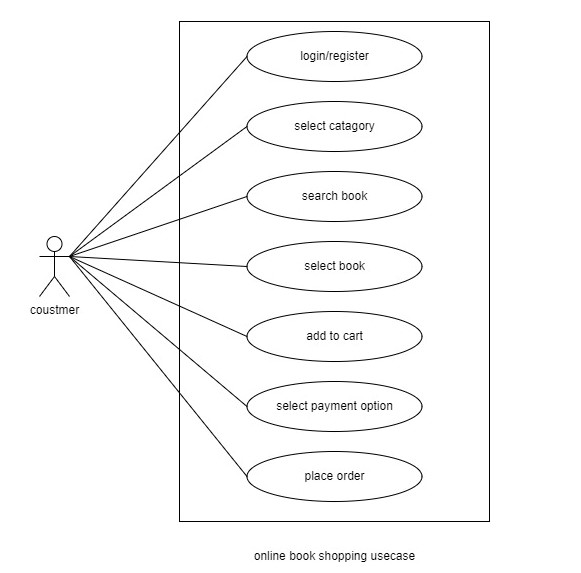 login/register
select catagory
search book
select book
coustmer
add to cart
select payment option
place order
online book shopping usecase